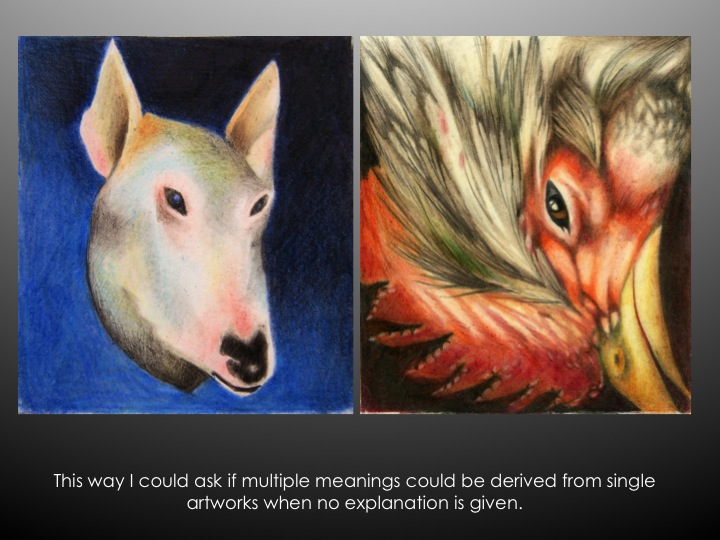 This way I could ask if multiple meanings could be derived from single
artworks when no explanation is given.